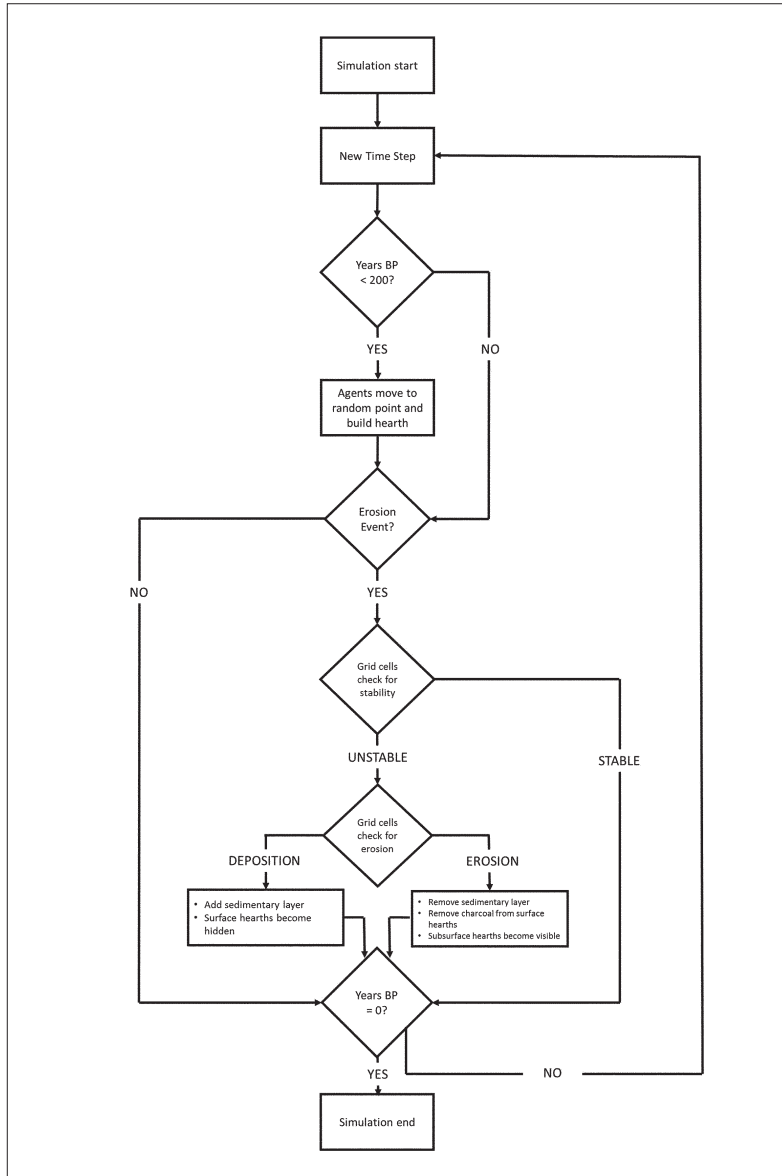 Simulation start
New Time Step
Years BP
< 200?
YES
NO
Agents move to
random point and
build hearth
Erosion
Event?
NO
YES
Grid cells
check for
stability
UNSTABLE
STABLE
Grid cells
check for
erosion
DEPOSITION
EROSION
• Add sedimentary layer
• Surface hearths become
hidden
• Remove sedimentary layer
• Remove charcoal from surface
hearths
• Subsurface hearths become visible
Years BP
= 0?
YES
NO
Simulation end